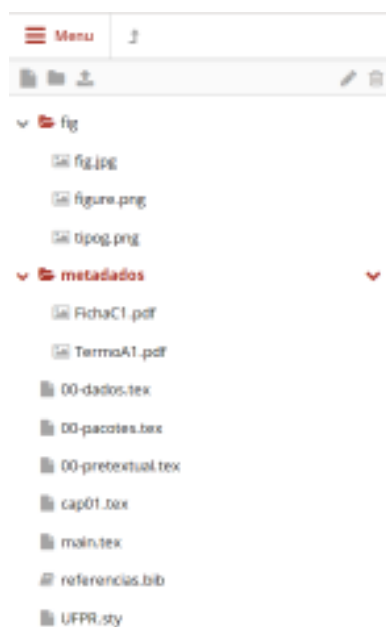 Menu
fig
fig.jpg
figure.png
tipog.png
metadados
FichaC1.pdf
TermoA1.pdf
00-dados.tex
00-pacotes.tex
00-pretextual.tex
cap01.tex
main.tex
referencias.bib
UFPR.sty